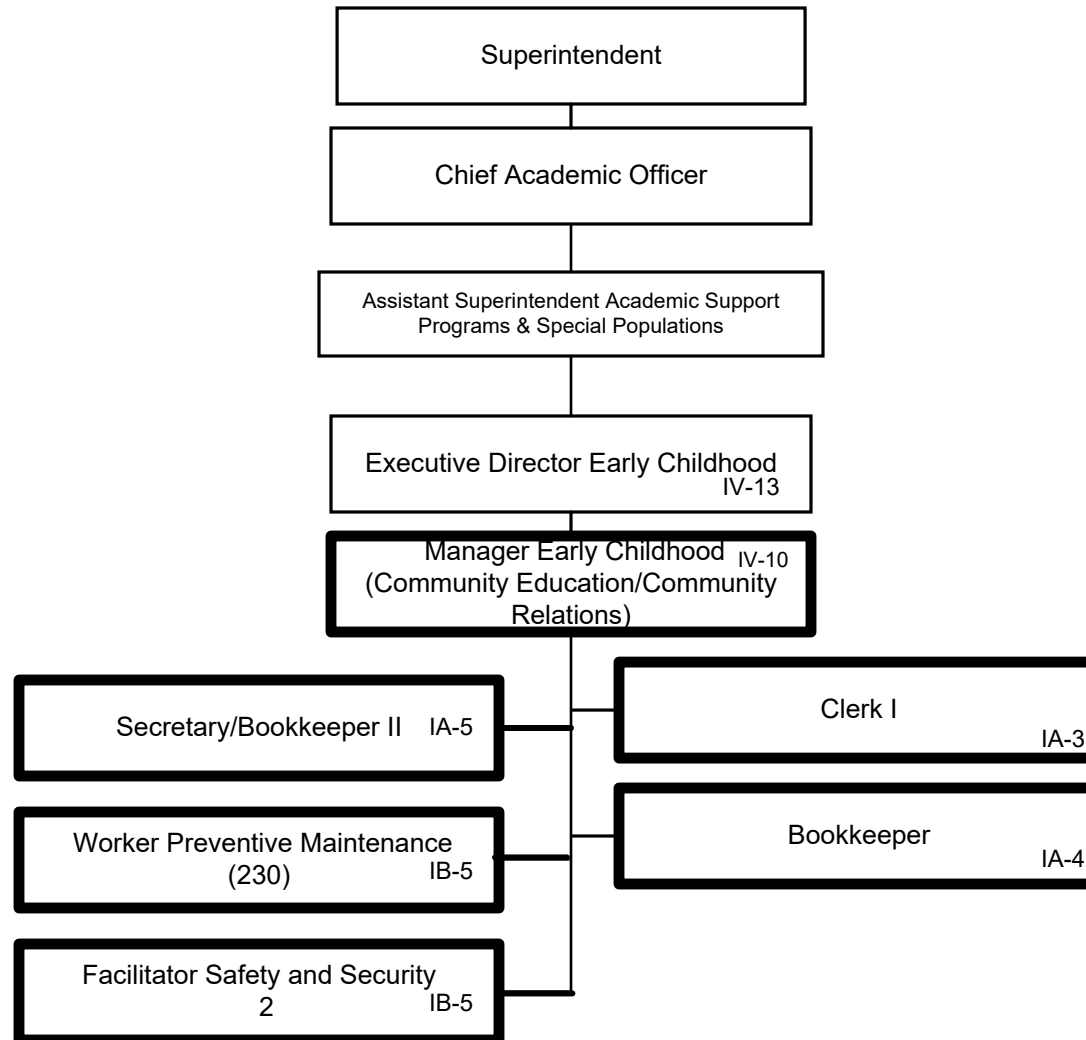 Superintendent
Chief Academic Officer
Assistant Superintendent Academic Support
Programs & Special Populations
Executive Director Early Childhood
IV-13
Manager Early Childhood
IV-10
(Community Education/Community
Relations)
Secretary/Bookkeeper II
IA-5
Clerk I
IA-3
Worker Preventive Maintenance
(230)
IB-5
Bookkeeper
IA-4
Facilitator Safety and Security
2
IB-5